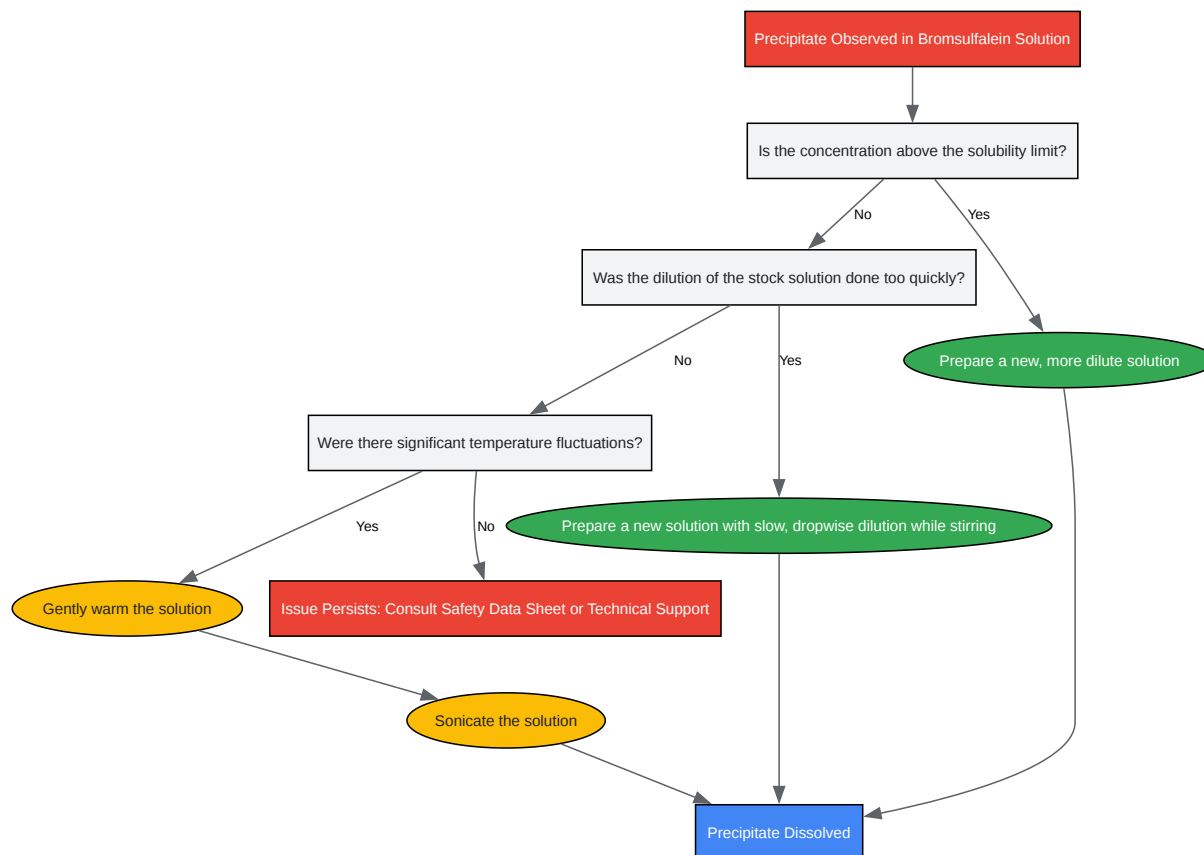 Precipitate Observed in Bromsulfalein Solution
Is the concentration above the solubility limit?
No
Yes
Was the dilution of the stock solution done too quickly?
No
Yes
Prepare a new, more dilute solution
Were there significant temperature fluctuations?
Yes
No
Prepare a new solution with slow, dropwise dilution while stirring
Gently warm the solution
Issue Persists: Consult Safety Data Sheet or Technical Support
Sonicate the solution
Precipitate Dissolved